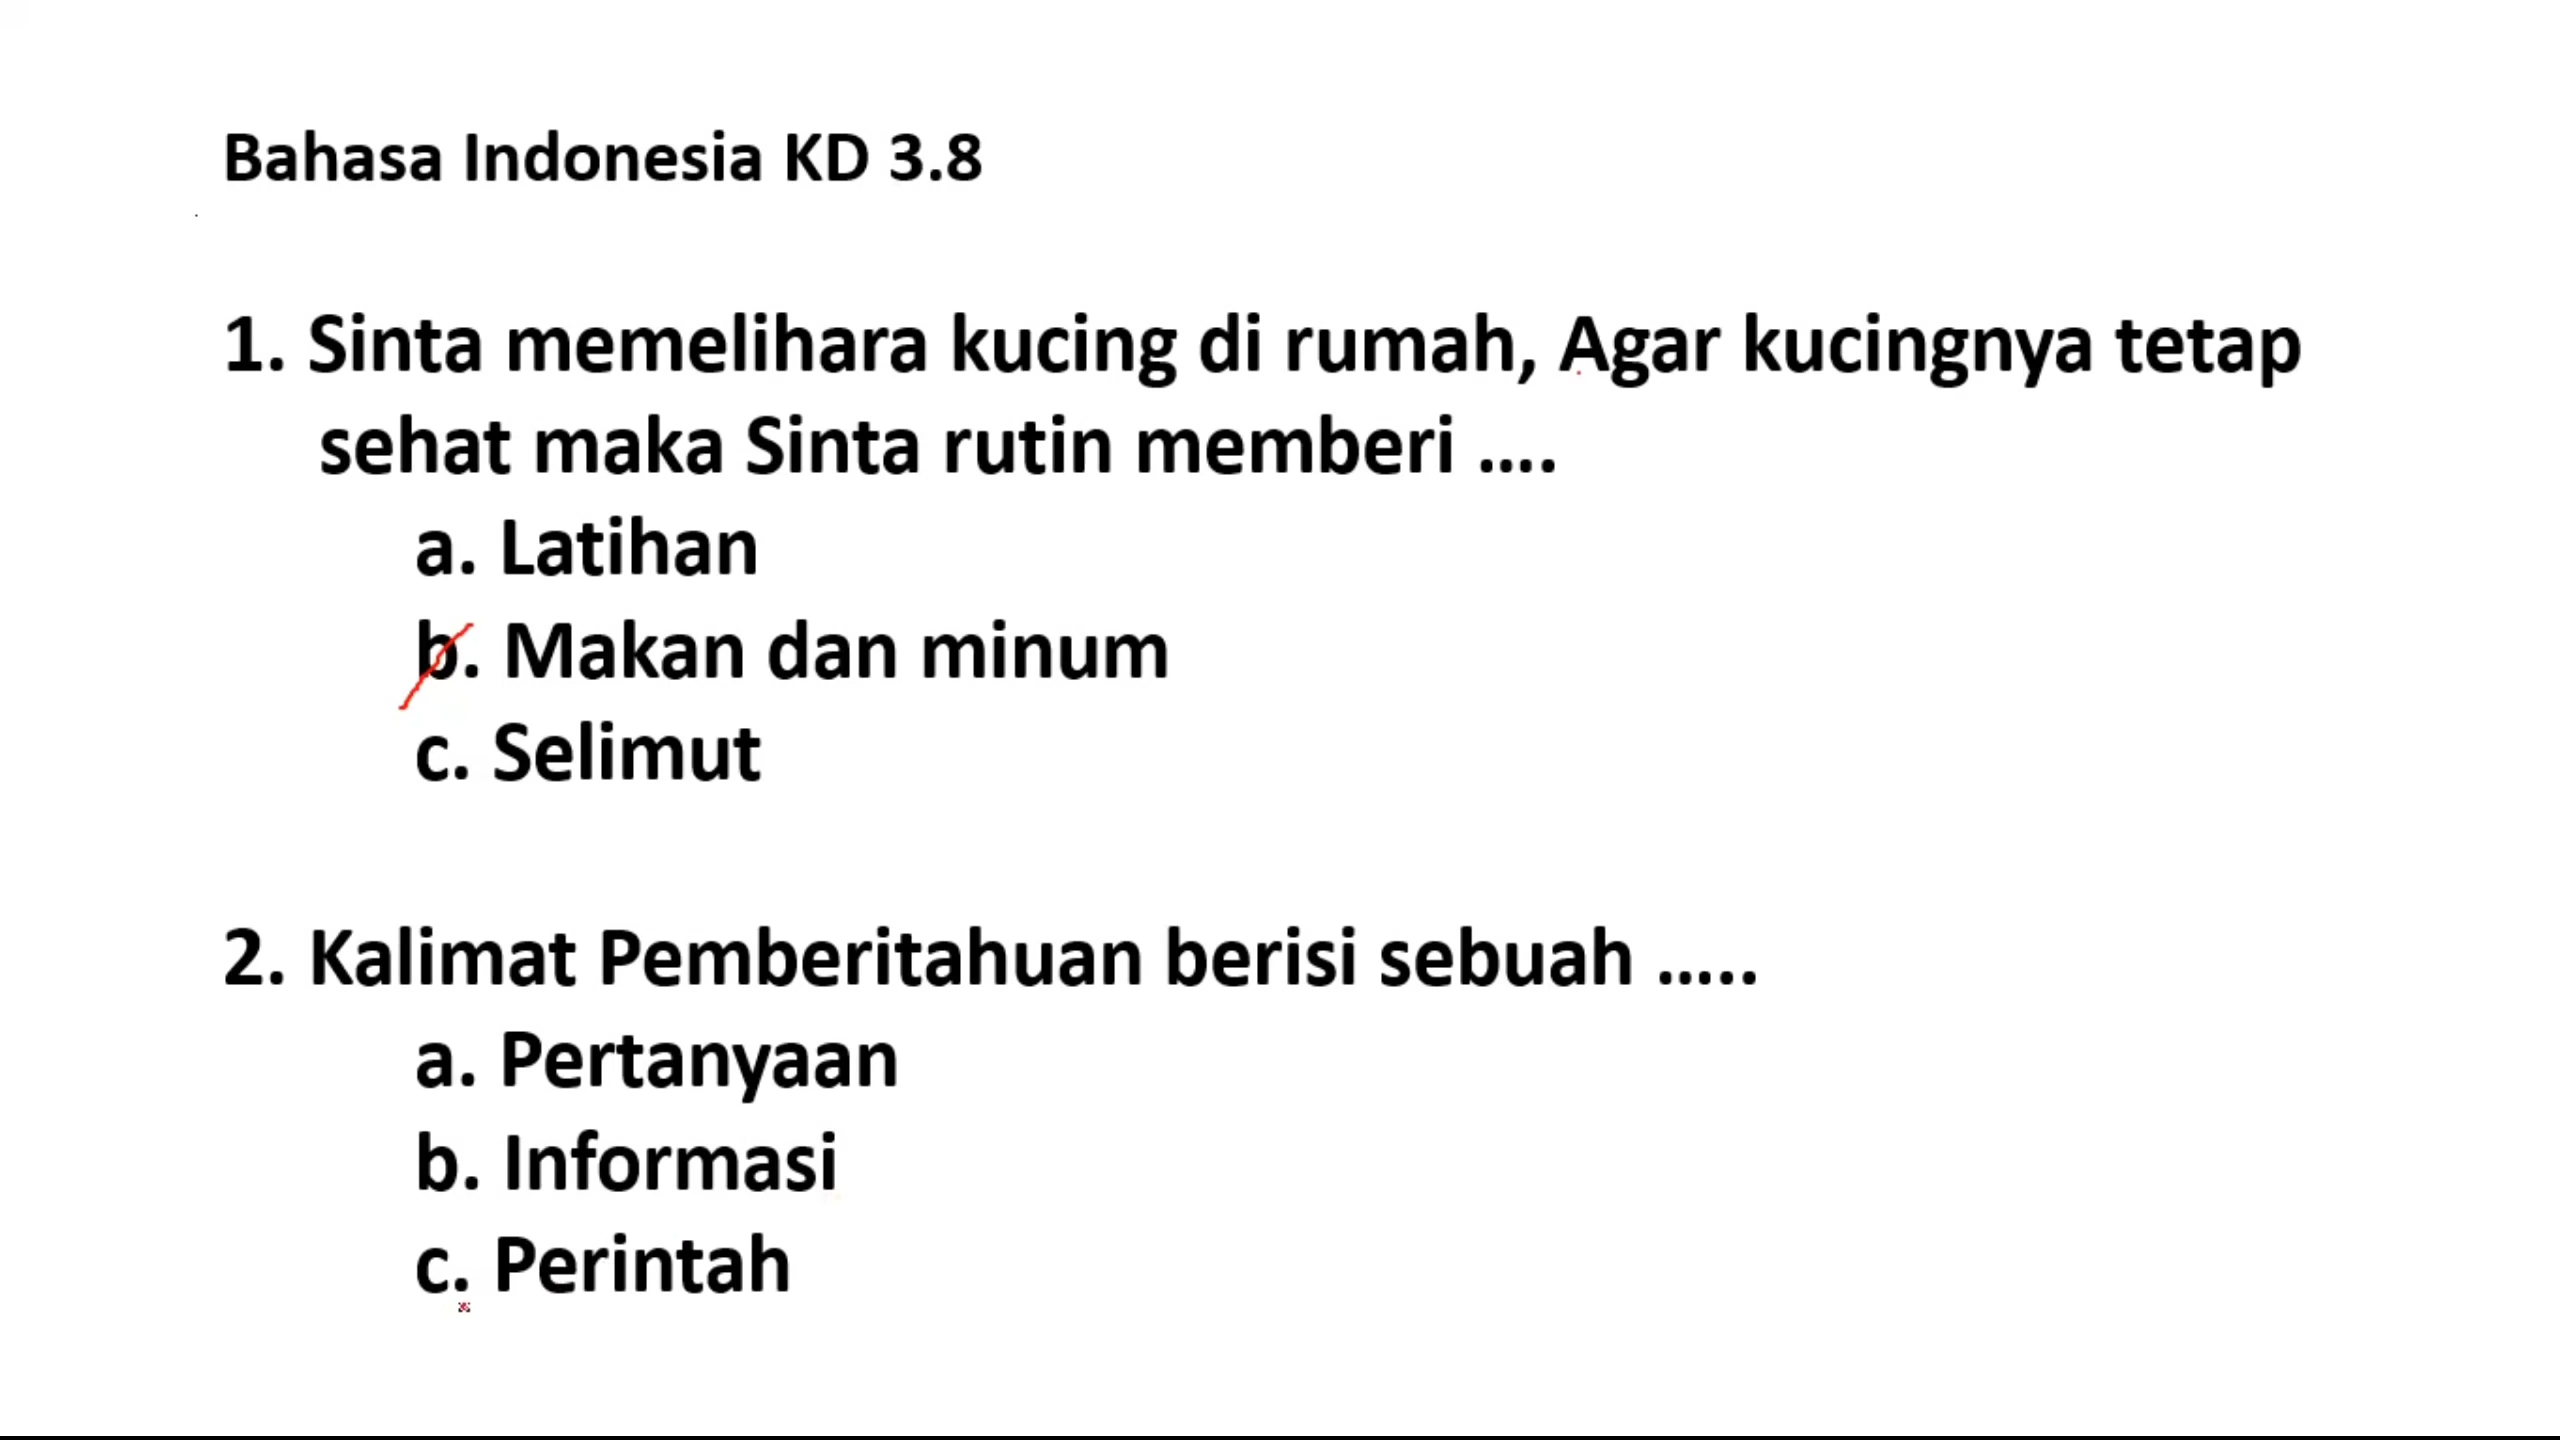 Bahasa Indonesia KD 3.8
1. Sinta memelihara kucing di rumah, Agar kucingnya tetap
sehat maka Sinta rutin memberi ....
a. Latihan
b. Makan dan minum
c. Selimut
2. Kalimat Pemberitahuan berisi sebuah .....
a. Pertanyaan
b. Informasi
c. Perintah